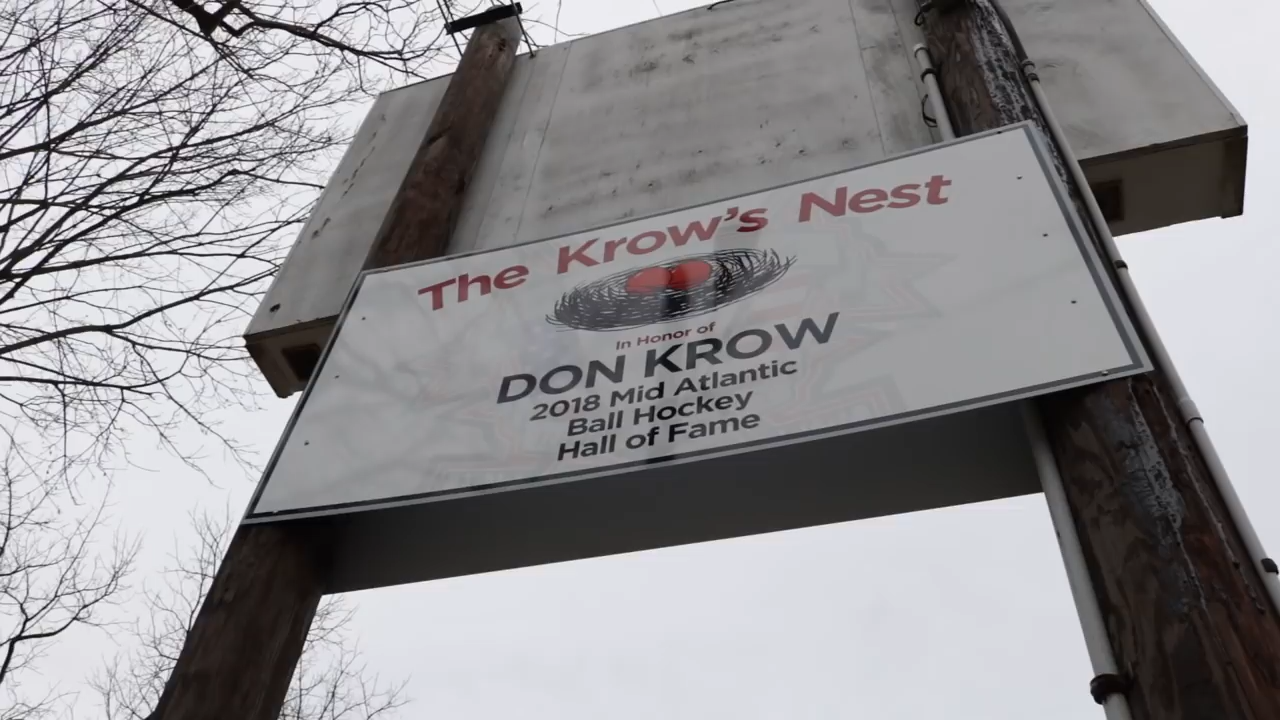 The Krow's Nest
In Honor of
DON KROW
2018 Mid Atlantic
Ball Hockey
Hall of Fame